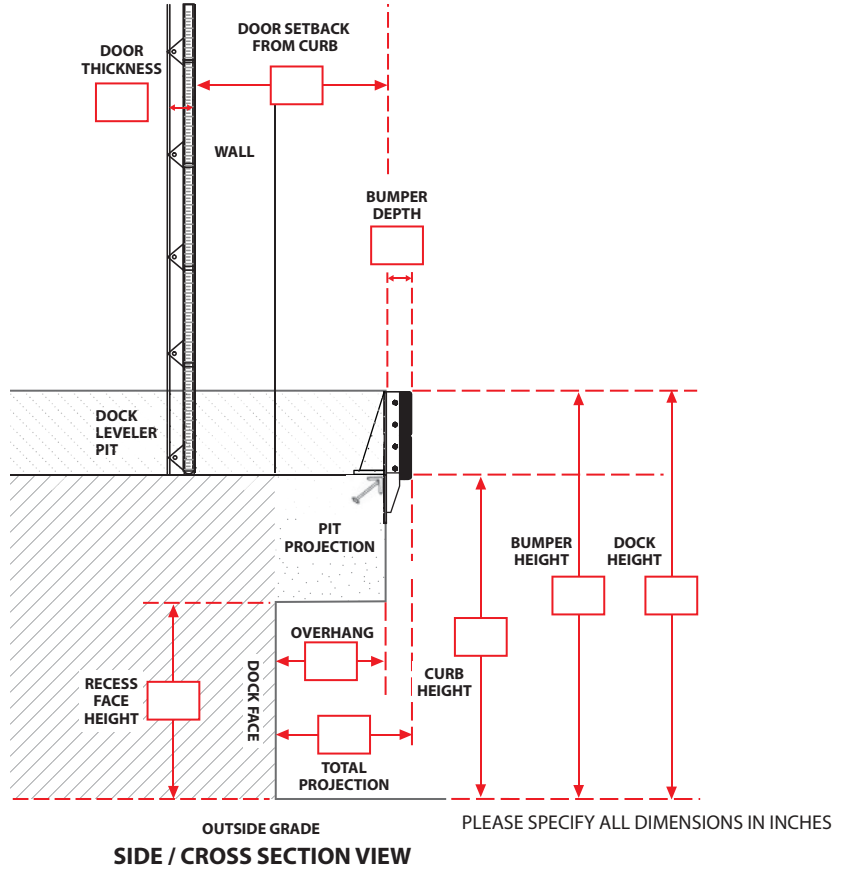 DOOR SETBACK
FROM CURB
DOOR
THICKNESS
WALL
BUMPER
DEPTH
DOCK
LEVELER
PIT
PIT
PROJECTION
BUMPER
HEIGHT
DOCK
HEIGHT
OVERHANG
DOCK FACE
CURB
HEIGHT
RECESS
FACE
HEIGHT
TOTAL
PROJECTION
OUTSIDE GRADE
PLEASE SPECIFY ALL DIMENSIONS IN INCHES
SIDE / CROSS SECTION VIEW